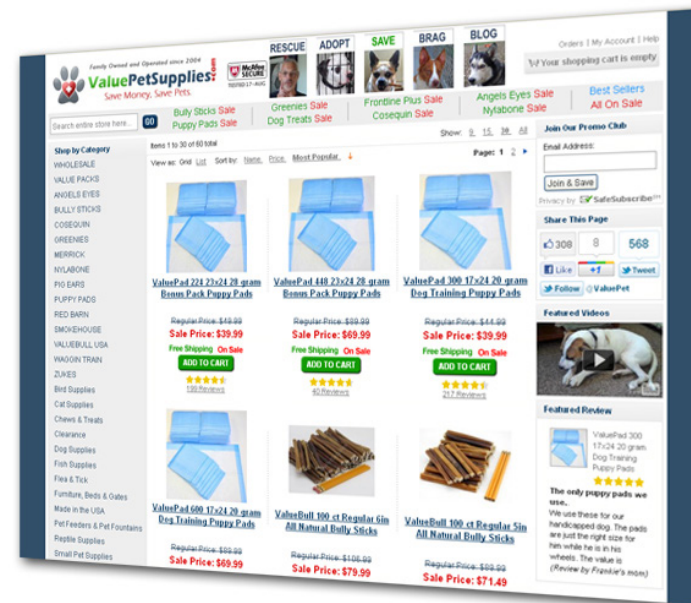 RESCUE ADOPT SAVE BRAG BLOG
Orders | My Account | Help
Your shopping cart is empty
Family Owned and Operated since 2004
ValuePetSupplies.com
Save Money, Save Pets.
McAfee SECURE
TESTED 17-AUG
Search entire store here...
GO
Bully Sticks Sale
Puppy Pads Sale
Greenies Sale
Dog Treats Sale
Frontline Plus Sale
Cosequin Sale
Angels Eyes Sale
Nylabone Sale
Best Sellers
All On Sale
Shop by Category
WHOLESALE
VALUE PACKS
ANGELS EYES
BULLY STICKS
COSEQUIN
GREENIES
MERRICK
NYLABONE
PIG EARS
PUPPY PADS
RED BARN
SMOKEHOUSE
VALUEBULL USA
WAGGIN TRAIN
ZUKES
Bird Supplies
Cat Supplies
Chews & Treats
Clearance
Dog Supplies
Fish Supplies
Flea & Tick
Furniture, Beds & Gates
Made in the USA
Pet Feeders & Pet Fountains
Reptile Supplies
Small Pet Supplies
Items 1 to 30 of 60 total
Show: 9 15 30 All
View as: Grid List Sort by: Name Price Most Popular
Page: 1 2
ValuePad 224 23x24 28 gram
Bonus Pack Puppy Pads
Regular Price: $49.99
Sale Price: $39.99
Free Shipping On Sale
ADD TO CART
199 Reviews
ValuePad 448 23x24 28 gram
Bonus Pack Puppy Pads
Regular Price: $89.99
Sale Price: $69.99
Free Shipping On Sale
ADD TO CART
40 Reviews
ValuePad 300 17x24 20 gram
Dog Training Puppy Pads
Regular Price: $44.99
Sale Price: $39.99
Free Shipping On Sale
ADD TO CART
217 Reviews
ValuePad 600 17x24 20 gram
Dog Training Puppy Pads
Regular Price: $89.99
Sale Price: $69.99
ValueBull 100 ct Regular 6in
All Natural Bully Sticks
Regular Price: $106.99
Sale Price: $79.99
ValueBull 100 ct Regular 5in
All Natural Bully Sticks
Regular Price: $89.99
Sale Price: $71.49
Join Our Promo Club
Email Address:
Join & Save
Privacy by SafeSubscribe
Share This Page
308 8 568
Like +1 Tweet
Follow @ValuePet
Featured Videos
Featured Review
ValuePad 300
17x24 20 gram
Dog Training
Puppy Pads
The only puppy pads we
use..
We use these for our
handicapped dog. The pads
are just the right size for
him while he is in his
wheels. The value is
(Review by Frankie's mom)